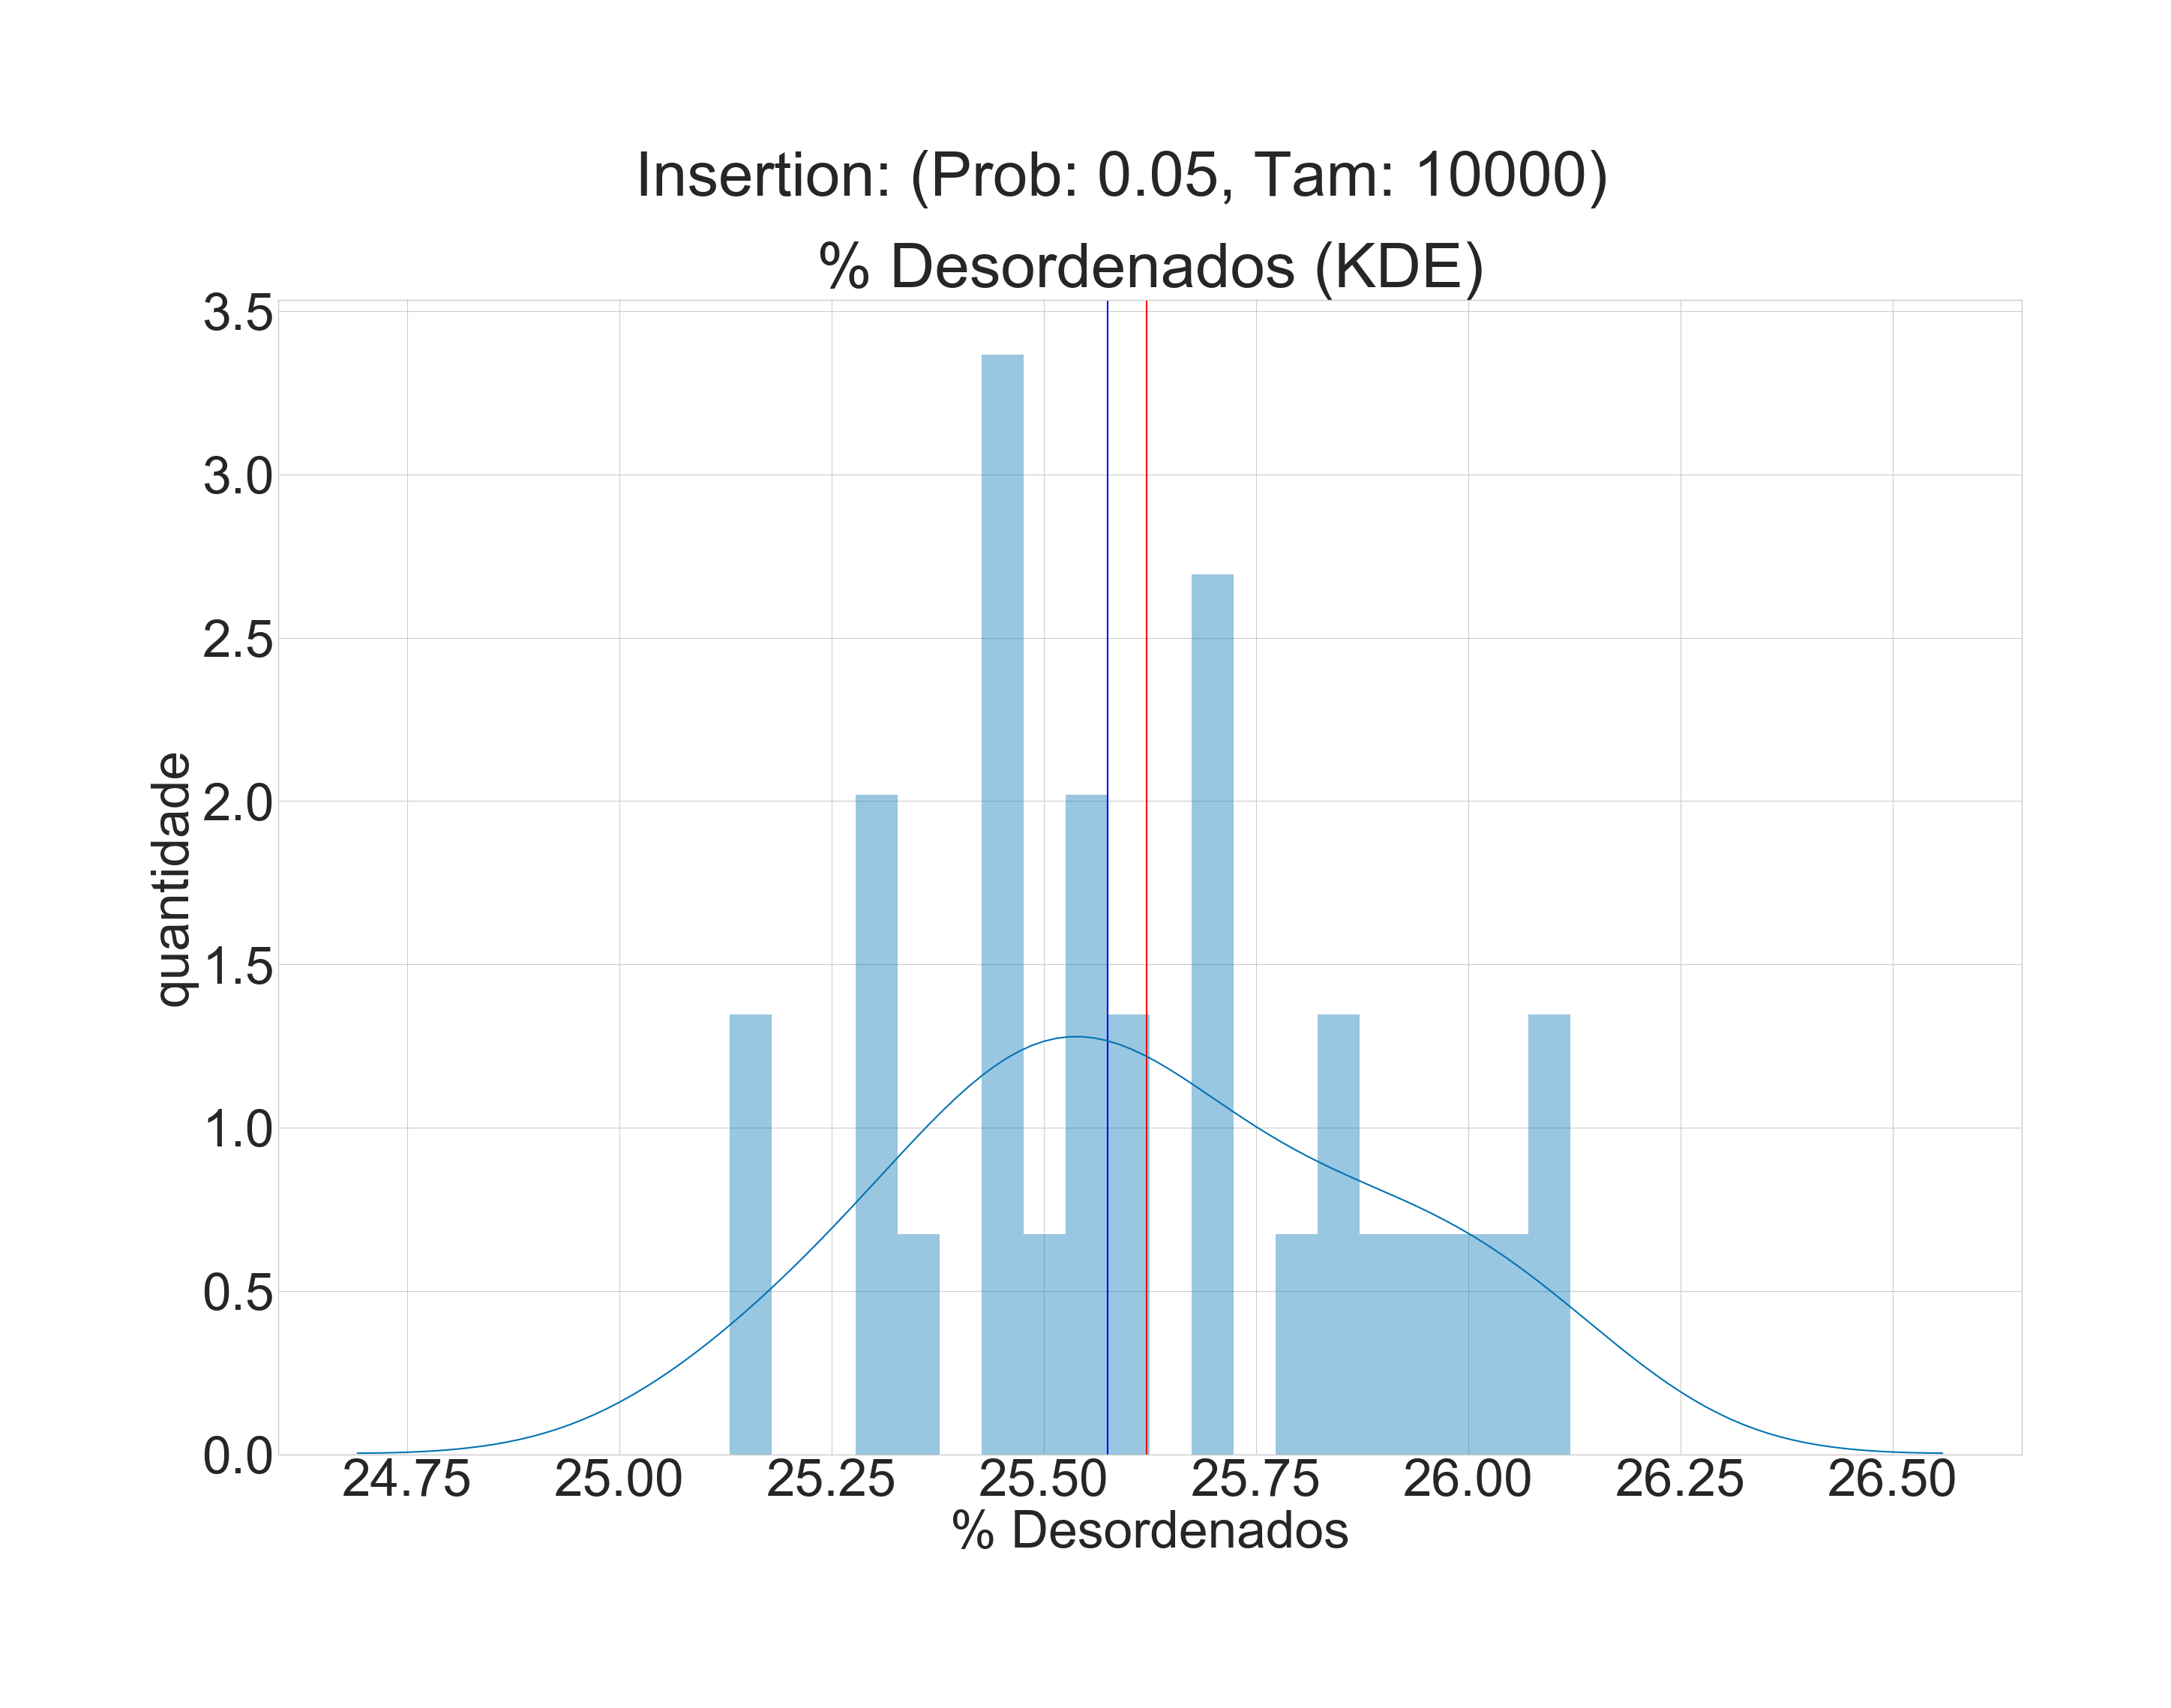 Insertion: (Prob: 0.05, Tam: 10000)
% Desordenados (KDE)
3.5
3.0
2.5
2.0
1.5
1.0
0.5
0.0
quantidade
24.75 25.00 25.25 25.50 25.75 26.00 26.25 26.50
% Desordenados